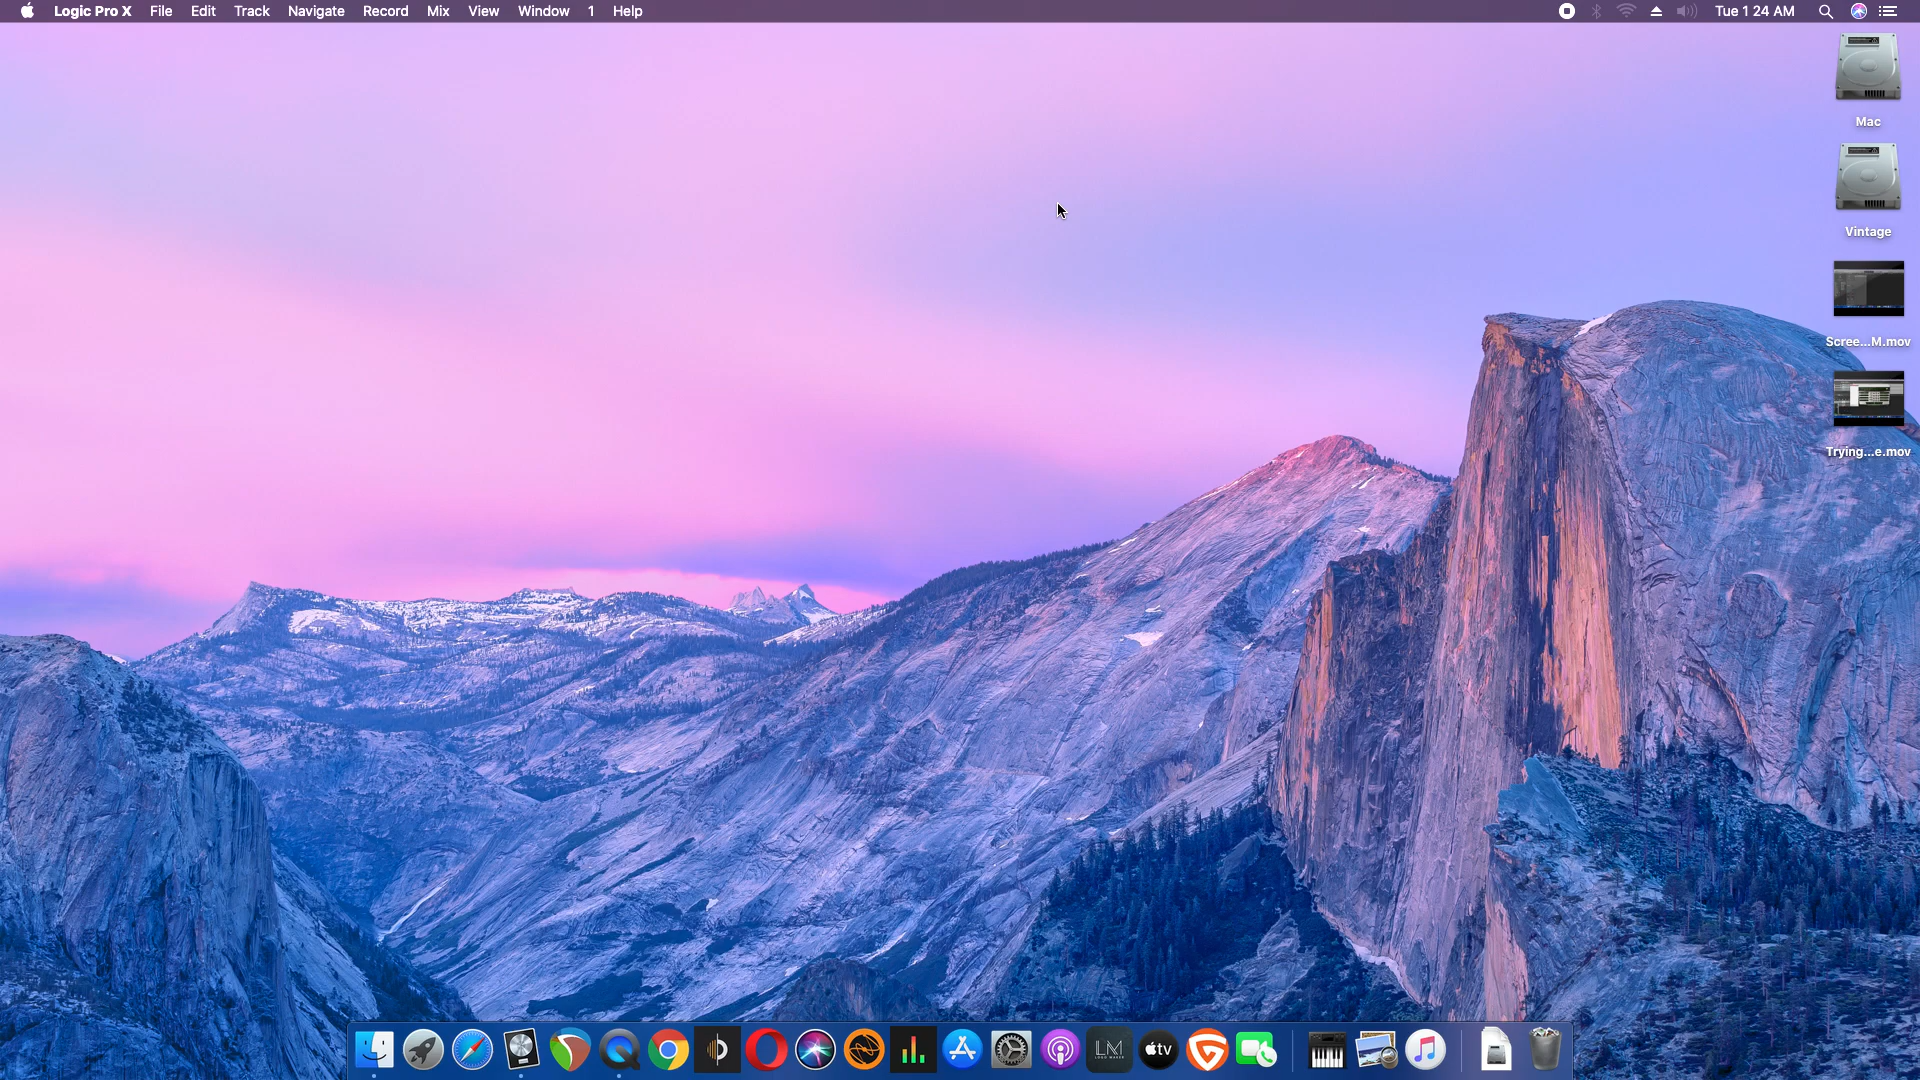 Logic Pro X File Edit Track Navigate Record Mix View Window 1 Help Tue 1 24 AM
Mac
Vintage
Scree...M.mov
Trying...e.mov
LM
tv